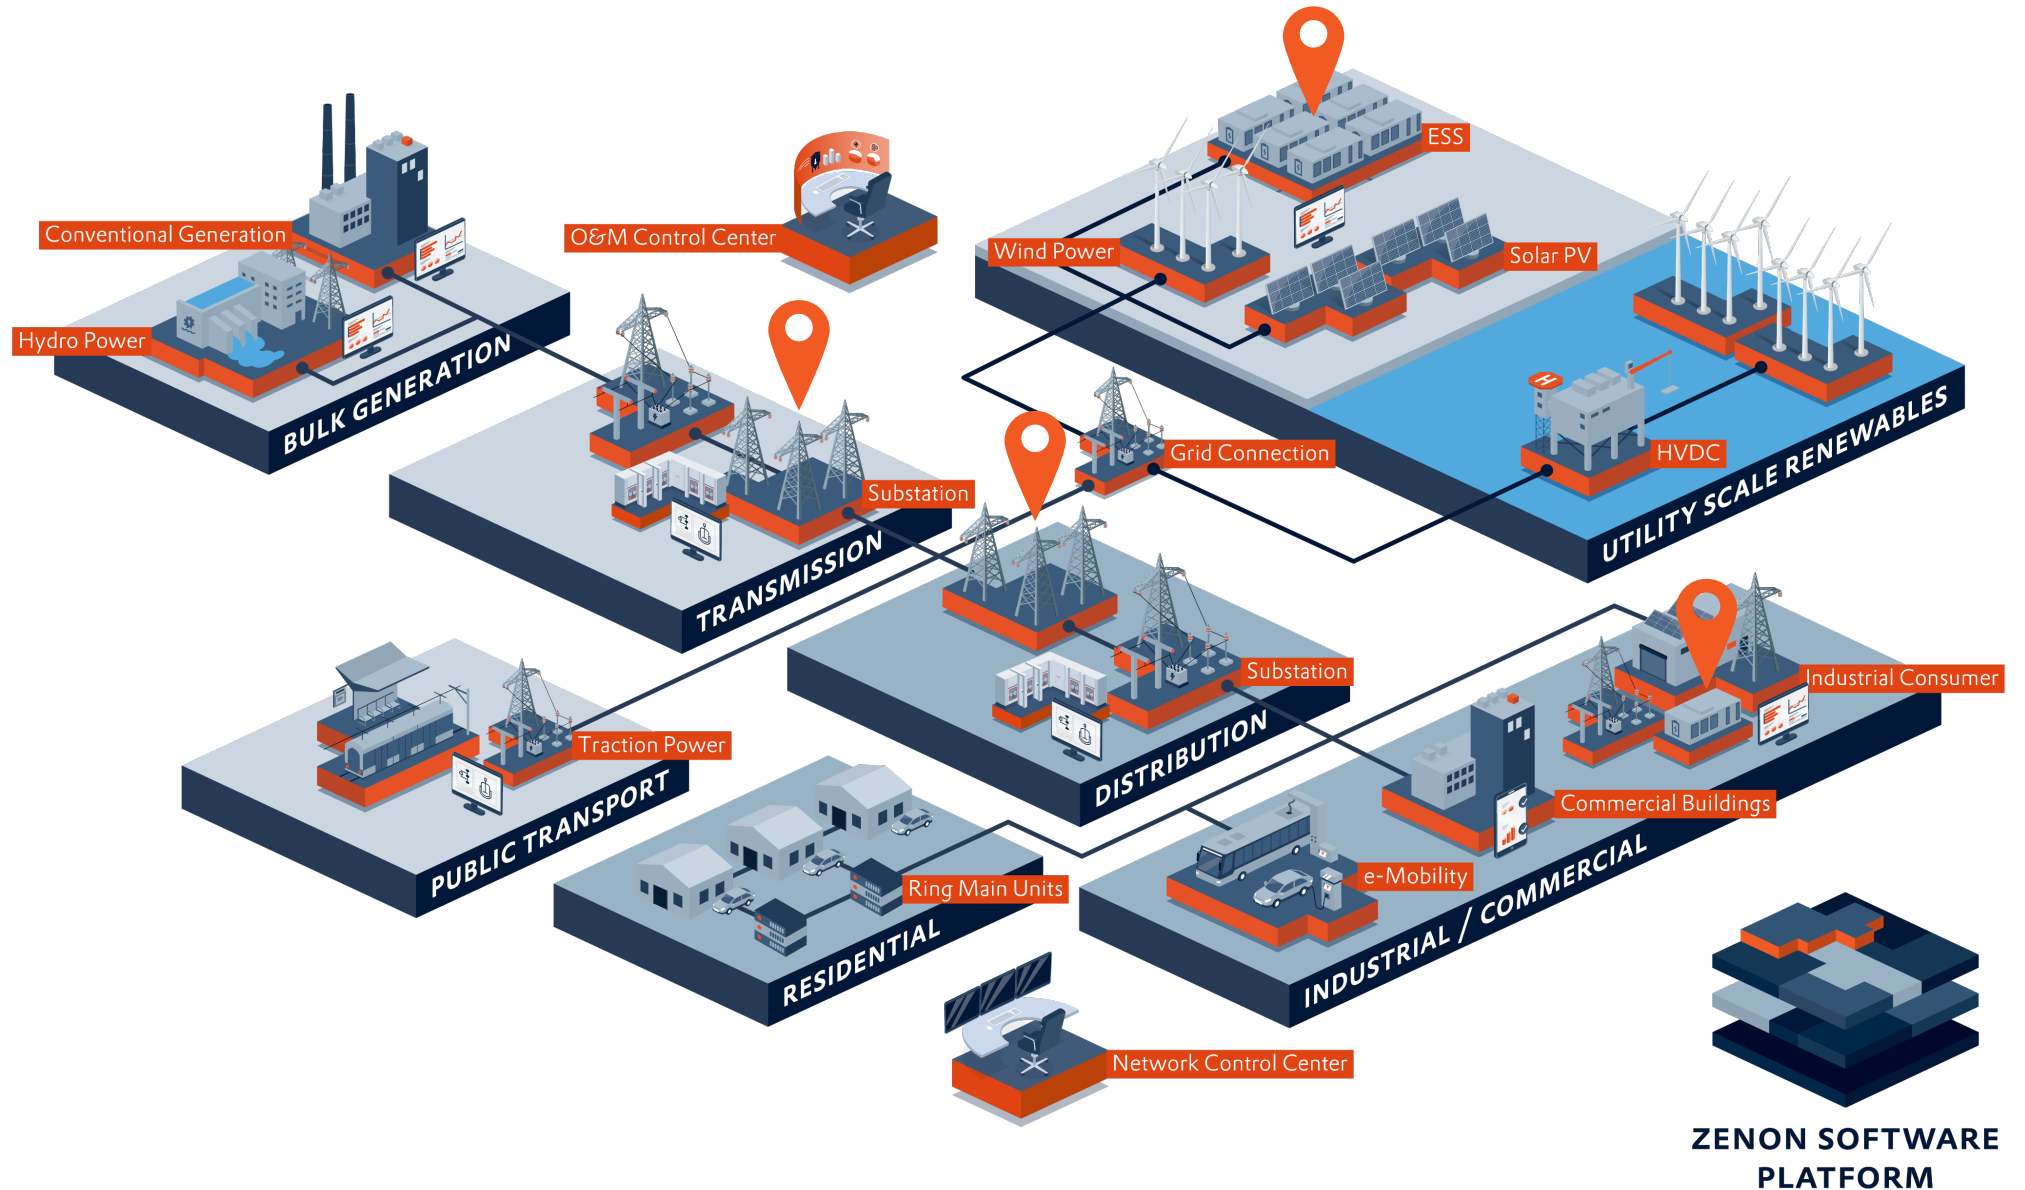 ESS
Conventional Generation
O&M Control Center
Wind Power
Solar PV
Hydro Power
BULK GENERATION
H
Grid Connection
HVDC
UTILITY SCALE RENEWABLES
Substation
TRANSMISSION
Substation
Industrial Consumer
Traction Power
DISTRIBUTION
PUBLIC TRANSPORT
Commercial Buildings
e-Mobility
Ring Main Units
INDUSTRIAL / COMMERCIAL
RESIDENTIAL
Network Control Center
ZENON SOFTWARE
PLATFORM